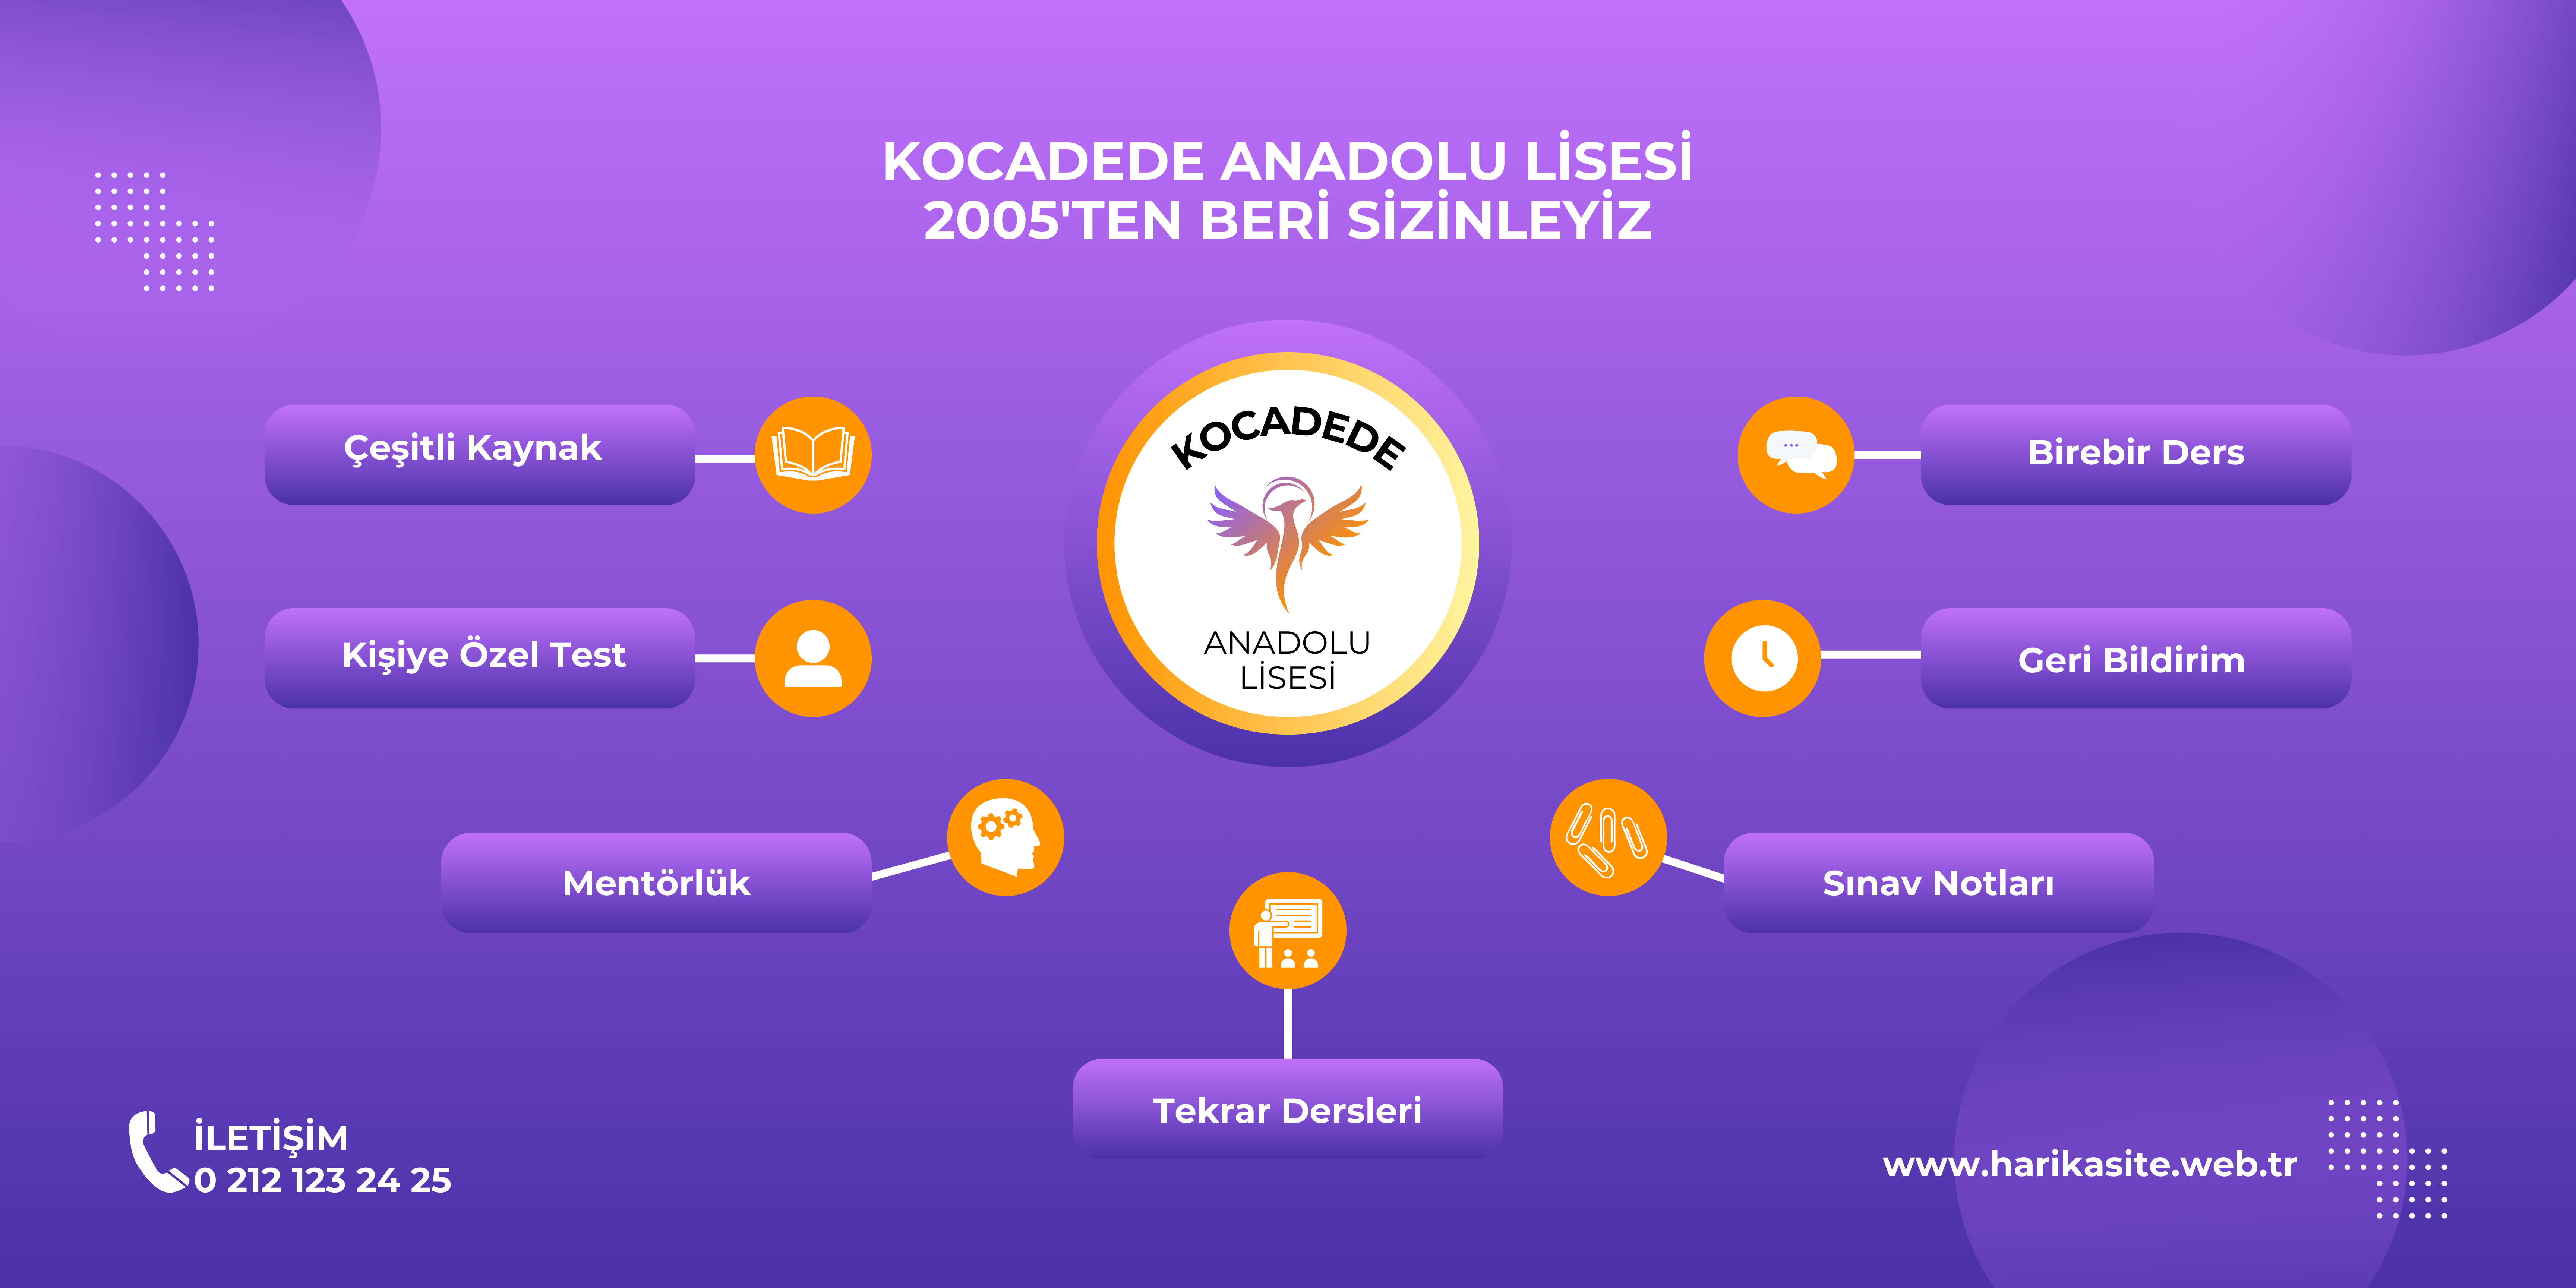 KOCADEDE ANADOLU LİSESİ
2005'TEN BERİ SİZİNLEYİZ
KOCADEDE
ANADOLU
LİSESİ
Çeşitli Kaynak
Kişiye Özel Test
Mentörlük
Tekrar Dersleri
Sınav Notları
Geri Bildirim
Birebir Ders
İLETİŞİM
0 212 123 24 25
www.harikasite.web.tr